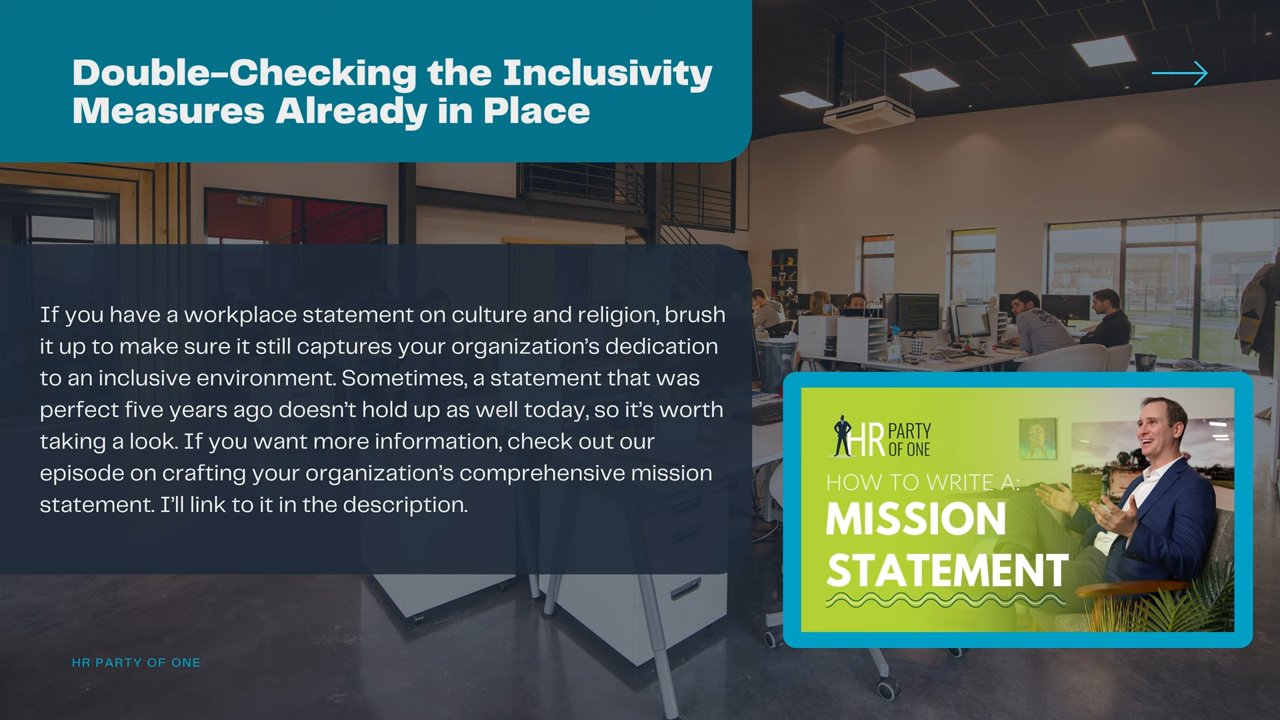 Double-Checking the Inclusivity
Measures Already in Place
If you have a workplace statement on culture and religion, brush
it up to make sure it still captures your organization's dedication
to an inclusive environment. Sometimes, a statement that was
perfect five years ago doesn't hold up as well today, so it's worth
taking a look. If you want more information, check out our
episode on crafting your organization's comprehensive mission
statement. I'll link to it in the description.
HR PARTY
OF ONE
HOW TO WRITE A:
MISSION
STATEMENT
HR PARTY OF ONE